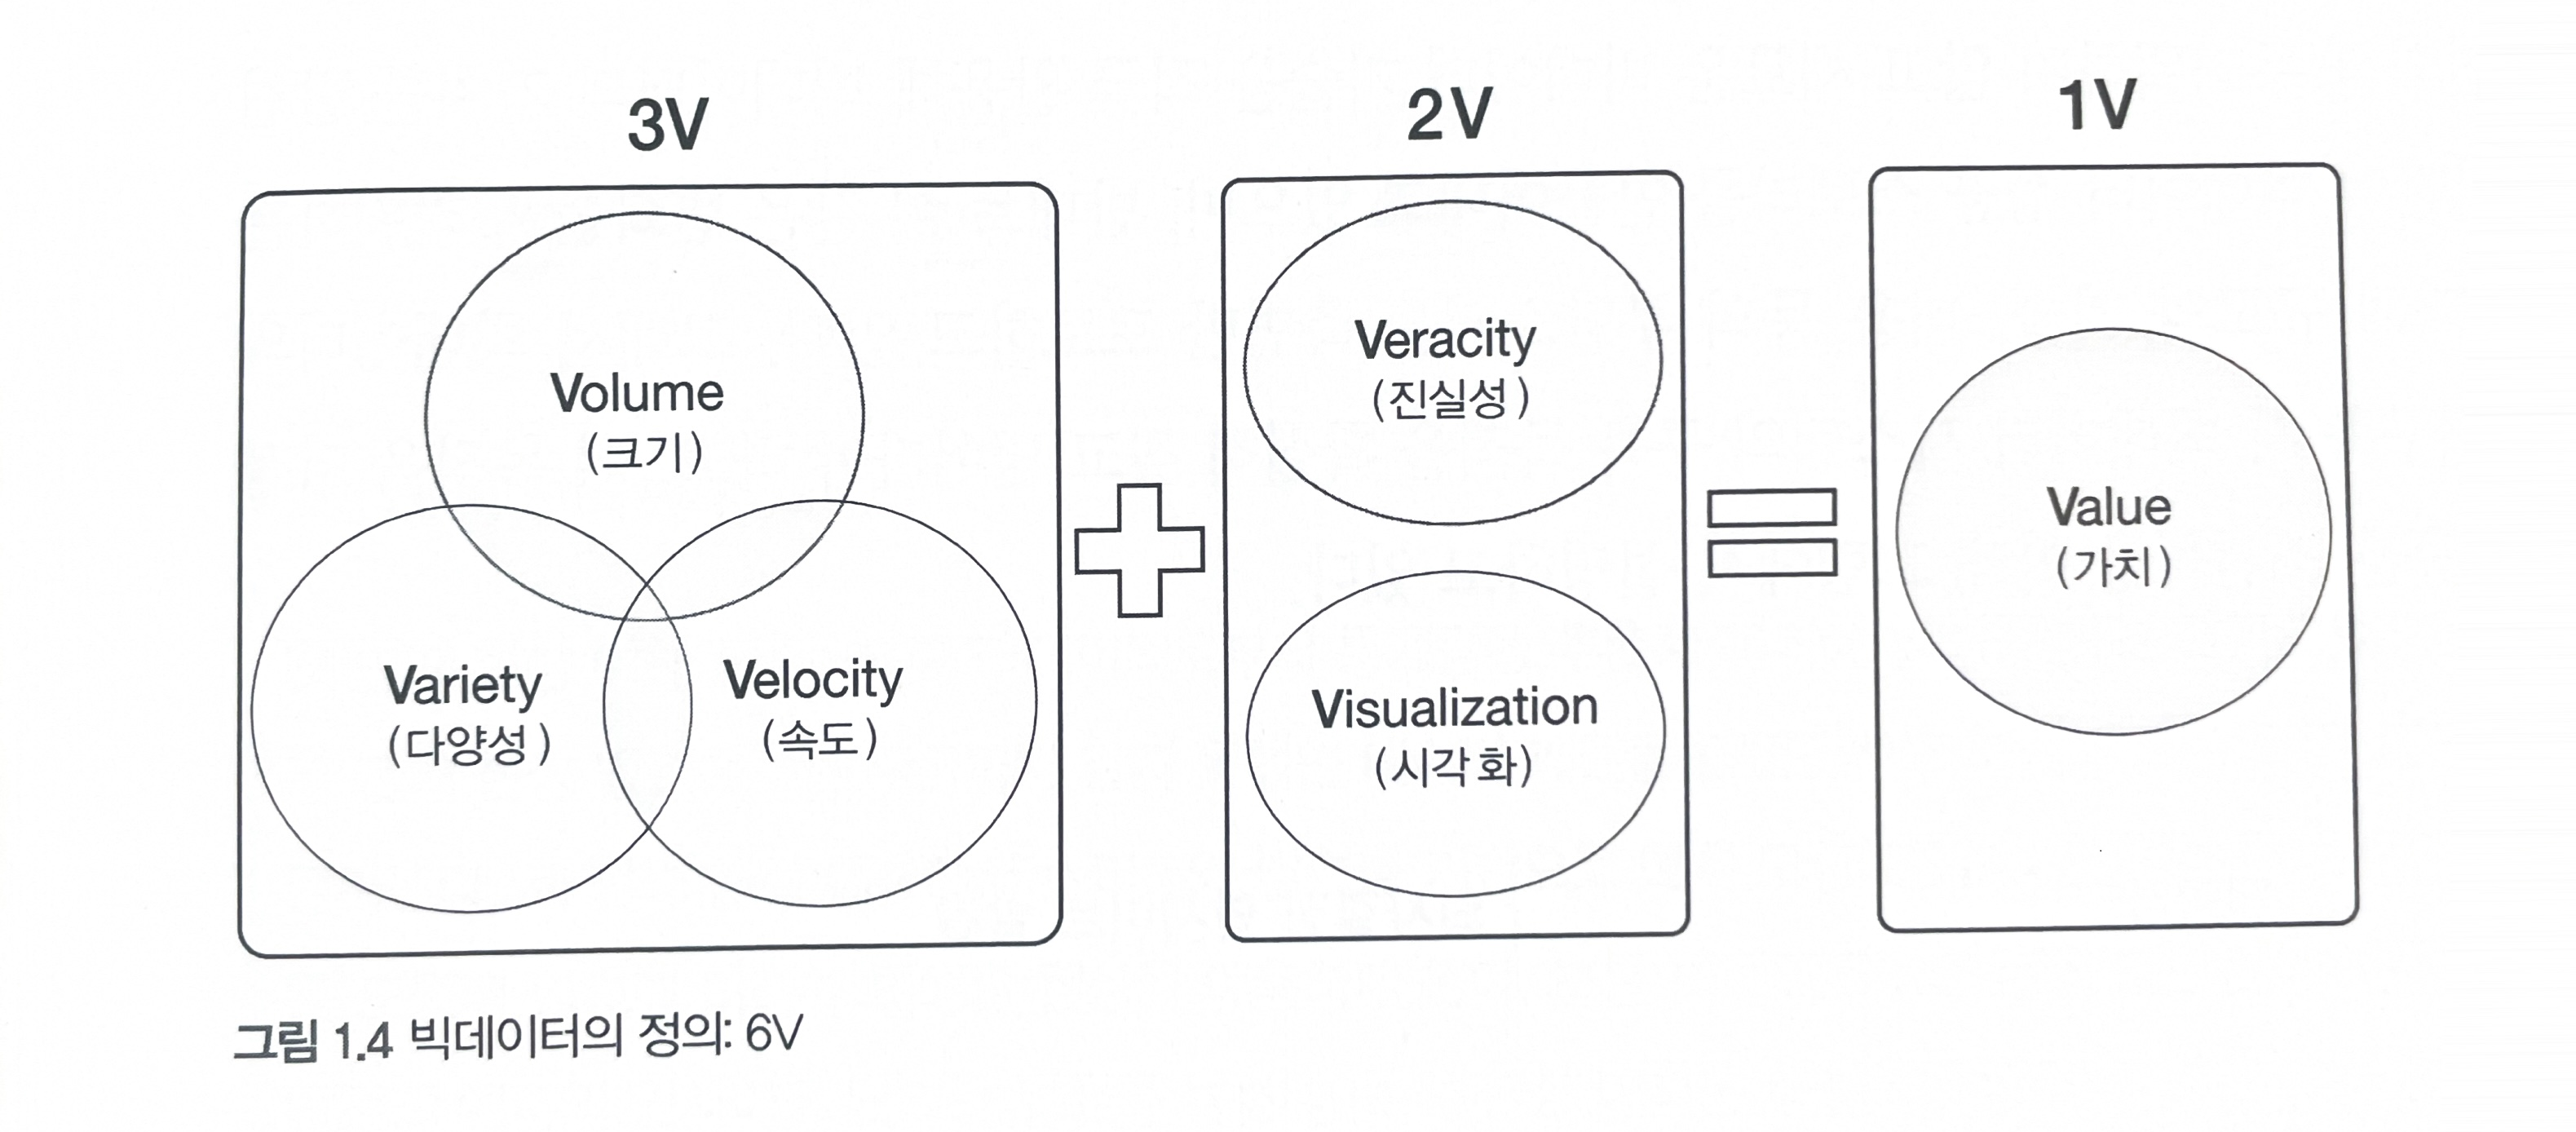 3V
Volume
(크기)
Variety
(다양성)
Velocity
(속도)
2V
Veracity
(진실성)
Visualization
(시각화)
1V
Value
(가치)
그림 1.4 빅데이터의 정의: 6V